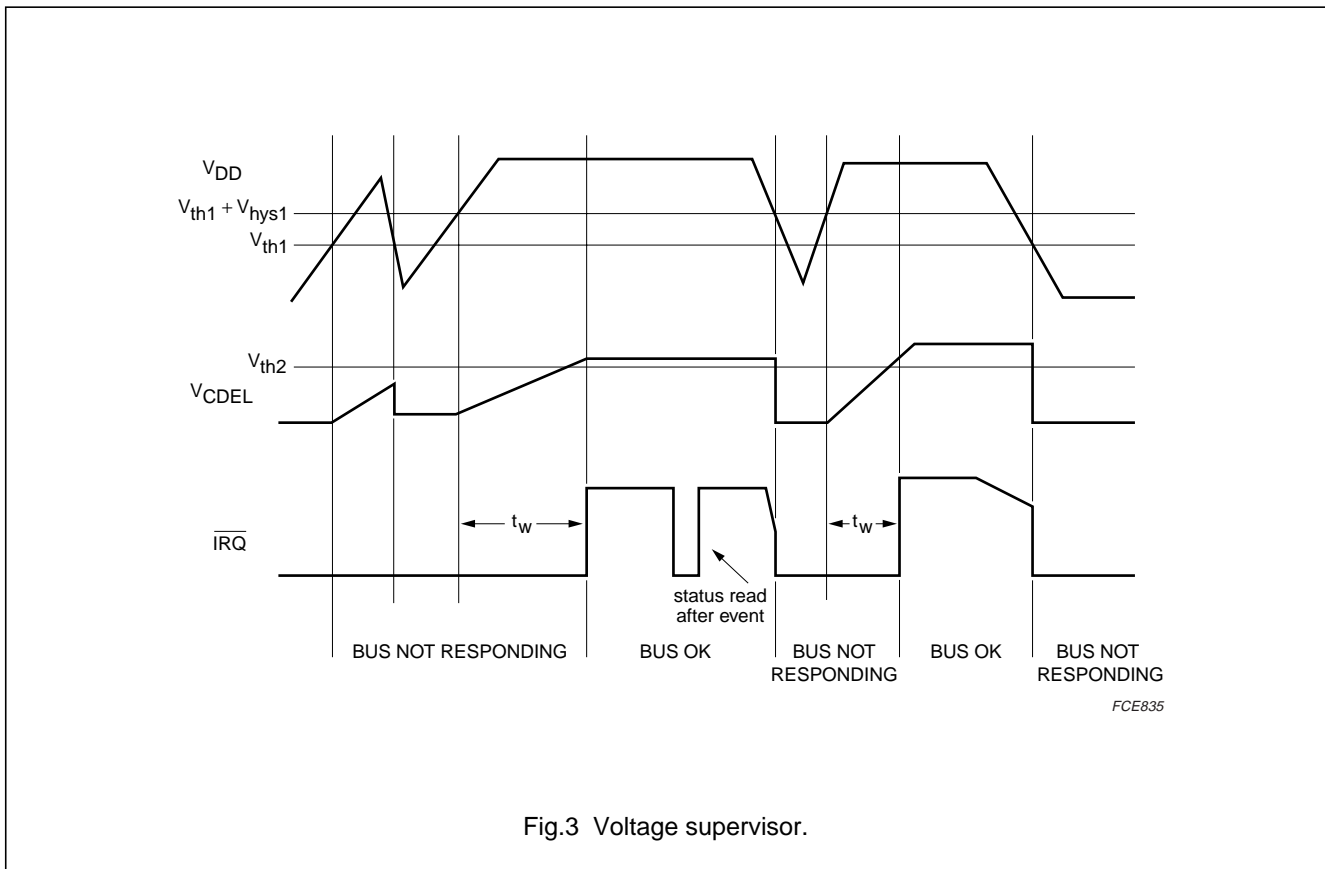 VDD
Vth1 + Vhys1
Vth1
Vth2
VCDEL
tw
tw
IRQ
status read
after event
BUS NOT RESPONDING
BUS OK
BUS NOT
RESPONDING
BUS OK
BUS NOT
RESPONDING
FCE835
Fig.3 Voltage supervisor.